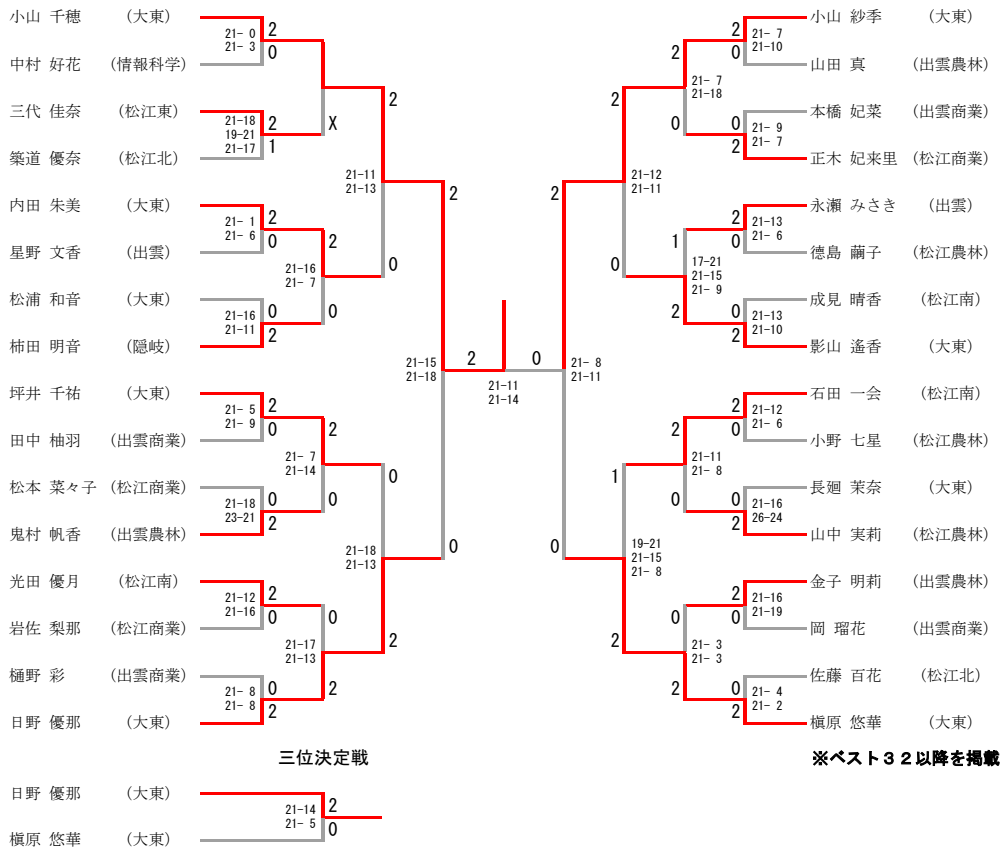 小山 千穂 (大東)
21- 0 2
21- 3 0
中村 好花 (情報科学)
三代 佳奈 (松江東)
21-18 2
19-21
21-17 1
X
築道 優奈 (松江北)
2
21-11
21-13
0
内田 朱美 (大東)
21- 1 2
21- 6 0
星野 文香 (出雲)
2
21-16
21- 7
0
松浦 和音 (大東)
21-16 0
21-11 2
柿田 明音 (隠岐)
2
21-15
21-18
0
坪井 千祐 (大東)
21- 5 2
21- 9 0
田中 柚羽 (出雲商業)
2
21- 7
21-14
0
松本 菜々子 (松江商業)
21-18 0
23-21 2
鬼村 帆香 (出雲農林)
0
21-18
21-13
2
光田 優月 (松江南)
21-12 2
21-16 0
岩佐 梨那 (松江商業)
0
21-17
21-13
2
樋野 彩 (出雲商業)
21- 8 0
21- 8 2
日野 優那 (大東)
2 0
21-11
21-14
小山 紗季 (大東)
2 21- 7
0 21-10
山田 真 (出雲農林)
2
21- 7
21-18
0
本橋 妃菜 (出雲商業)
0 21- 9
2 21- 7
正木 妃来里 (松江商業)
2
21-12
21-11
0
永瀬 みさき (出雲)
2 21-13
0 21- 6
德島 繭子 (松江農林)
1
17-21
21-15
21- 9
2
成見 晴香 (松江南)
0 21-13
2 21-10
影山 遙香 (大東)
2
21- 8
21-11
0
石田 一会 (松江南)
2 21-12
0 21- 6
小野 七星 (松江農林)
2
21-11
21- 8
0
長廻 茉奈 (大東)
0 21-16
2 26-24
山中 実莉 (松江農林)
1
19-21
21-15
21- 8
2
金子 明莉 (出雲農林)
2 21-16
0 21-19
岡 瑠花 (出雲商業)
0
21- 3
21- 3
2
佐藤 百花 (松江北)
0 21- 4
2 21- 2
槇原 悠華 (大東)
三位決定戦
※ベスト32以降を掲載
日野 優那 (大東)
21-14 2
21- 5 0
槇原 悠華 (大東)